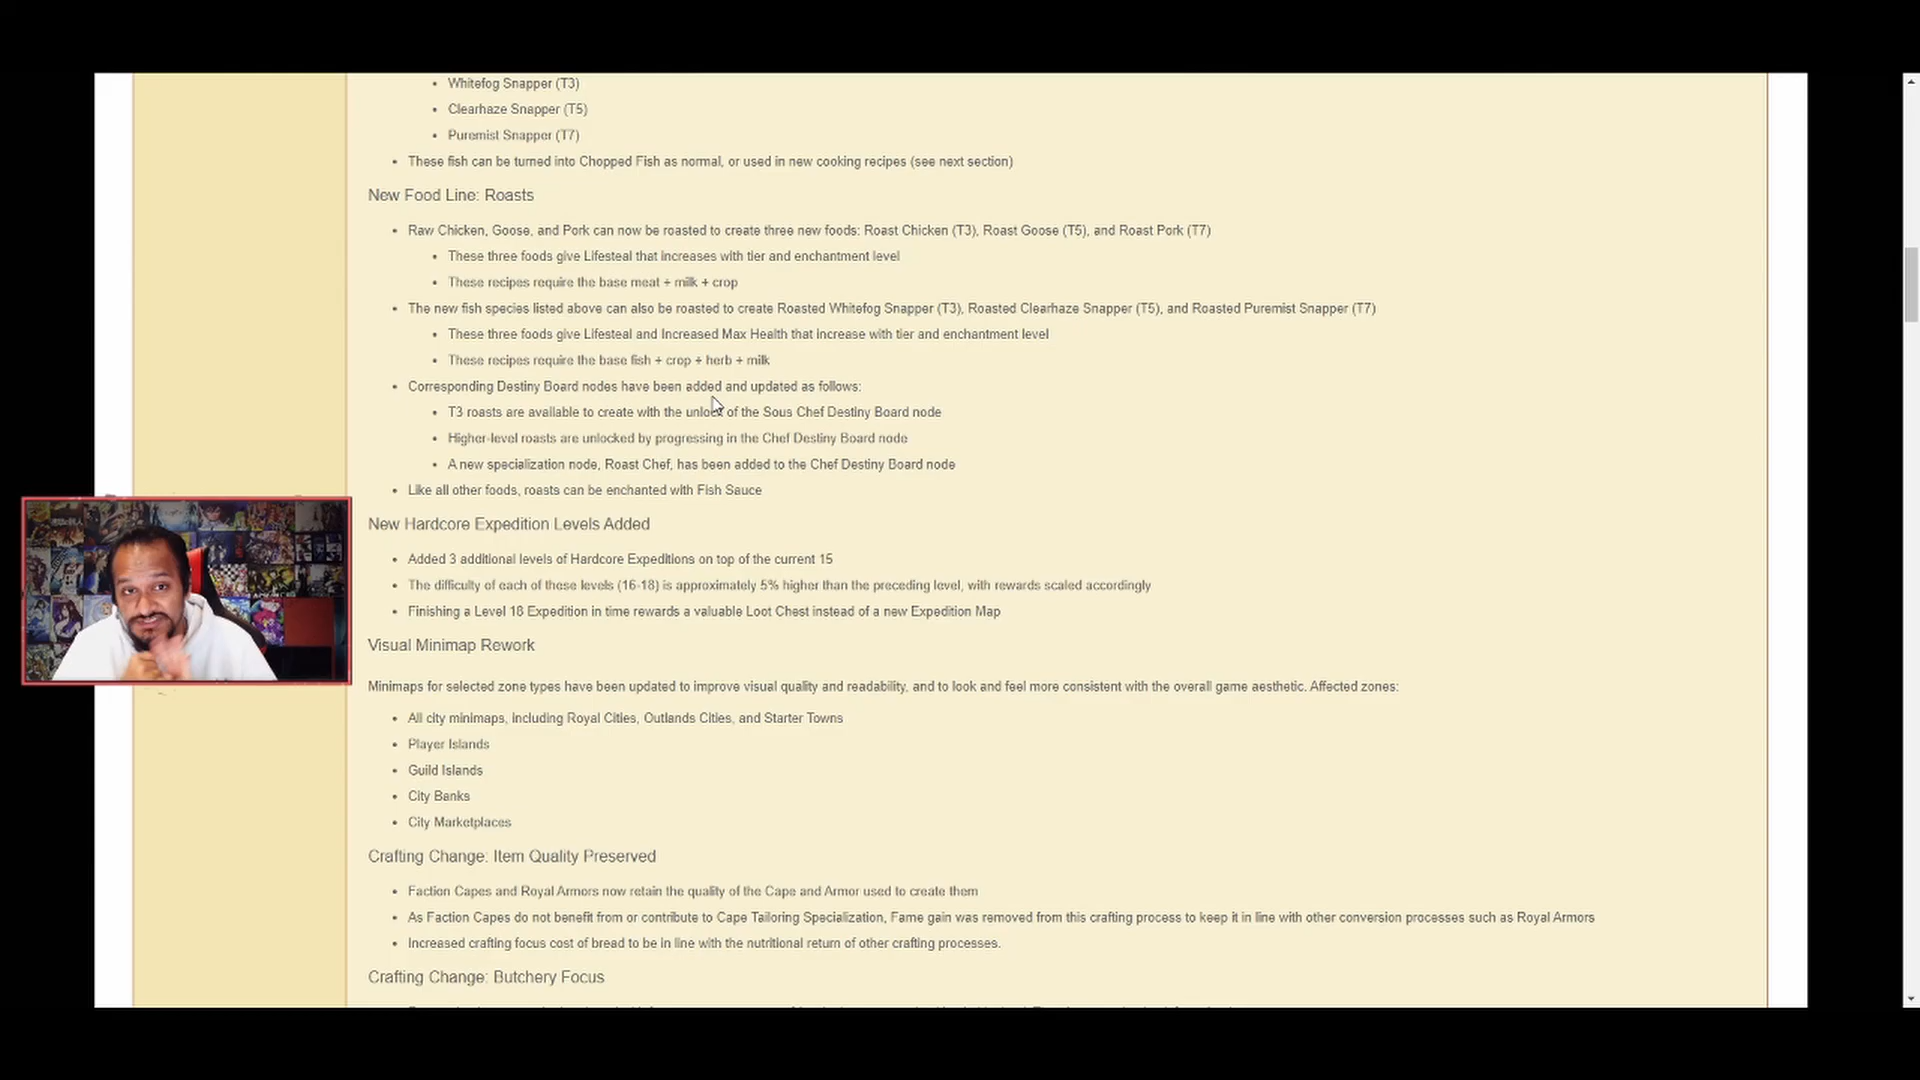 Whitefog Snapper (T3)
Clearhaze Snapper (T5)
Puremist Snapper (T7)
These fish can be turned into Chopped Fish as normal, or used in new cooking recipes (see next section)
New Food Line: Roasts
Raw Chicken, Goose, and Pork can now be roasted to create three new foods: Roast Chicken (T3), Roast Goose (T5), and Roast Pork (T7)
These three foods give Lifesteal that increases with tier and enchantment level
These recipes require the base meat + milk + crop
The new fish species listed above can also be roasted to create Roasted Whitefog Snapper (T3), Roasted Clearhaze Snapper (T5), and Roasted Puremist Snapper (T7)
These three foods give Lifesteal and Increased Max Health that increase with tier and enchantment level
These recipes require the base fish + crop + herb + milk
Corresponding Destiny Board nodes have been added and updated as follows:
T3 roasts are available to create with the unlock of the Sous Chef Destiny Board node
Higher-level roasts are unlocked by progressing in the Chef Destiny Board node
A new specialization node, Roast Chef, has been added to the Chef Destiny Board node
Like all other foods, roasts can be enchanted with Fish Sauce
New Hardcore Expedition Levels Added
Added 3 additional levels of Hardcore Expeditions on top of the current 15
The difficulty of each of these levels (16-18) is approximately 5% higher than the preceding level, with rewards scaled accordingly
Finishing a Level 18 Expedition in time rewards a valuable Loot Chest instead of a new Expedition Map
Visual Minimap Rework
Minimaps for selected zone types have been updated to improve visual quality and readability, and to look and feel more consistent with the overall game aesthetic. Affected zones:
All city minimaps, including Royal Cities, Outlands Cities, and Starter Towns
Player Islands
Guild Islands
City Banks
City Marketplaces
Crafting Change: Item Quality Preserved
Faction Capes and Royal Armors now retain the quality of the Cape and Armor used to create them
As Faction Capes do not benefit from or contribute to Cape Tailoring Specialization, Fame gain was removed from this crafting process to keep it in line with other conversion processes such as Royal Armors
Increased crafting focus cost of bread to be in line with the nutritional return of other crafting processes.
Crafting Change: Butchery Focus